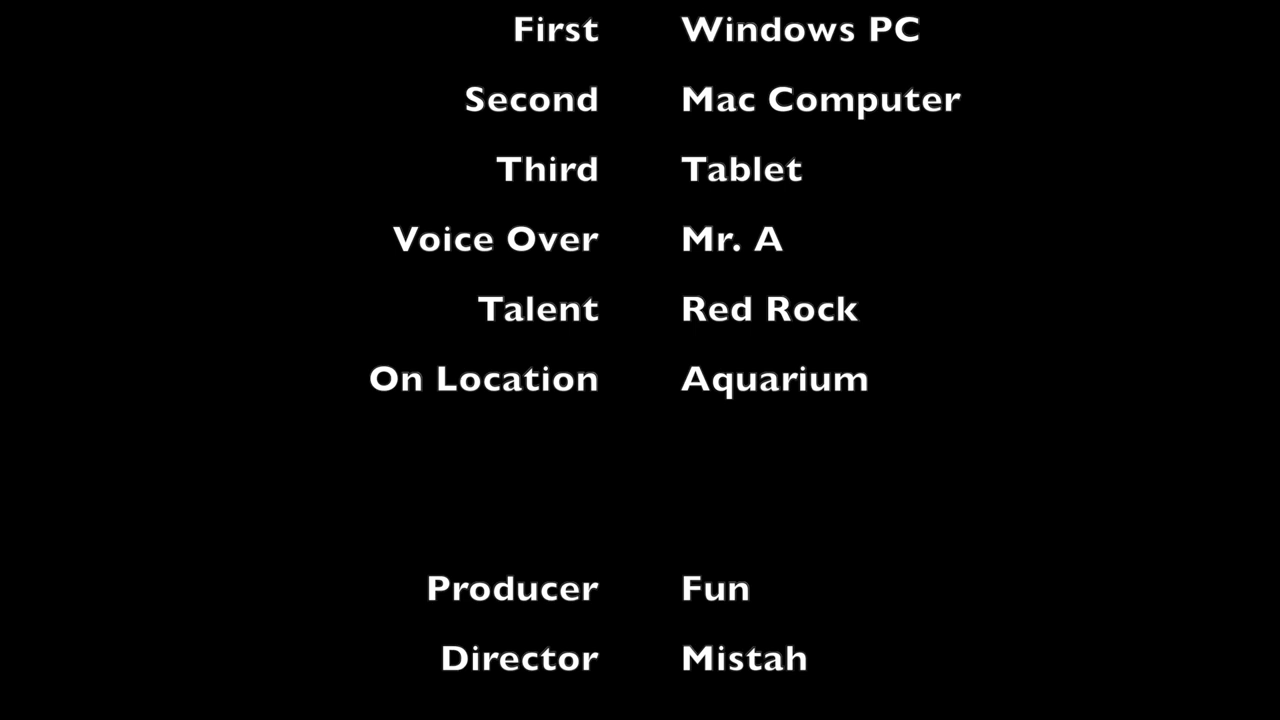 First Windows PC
Second Mac Computer
Third Tablet
Voice Over Mr. A
Talent Red Rock
On Location Aquarium
Producer Fun
Director Mistah